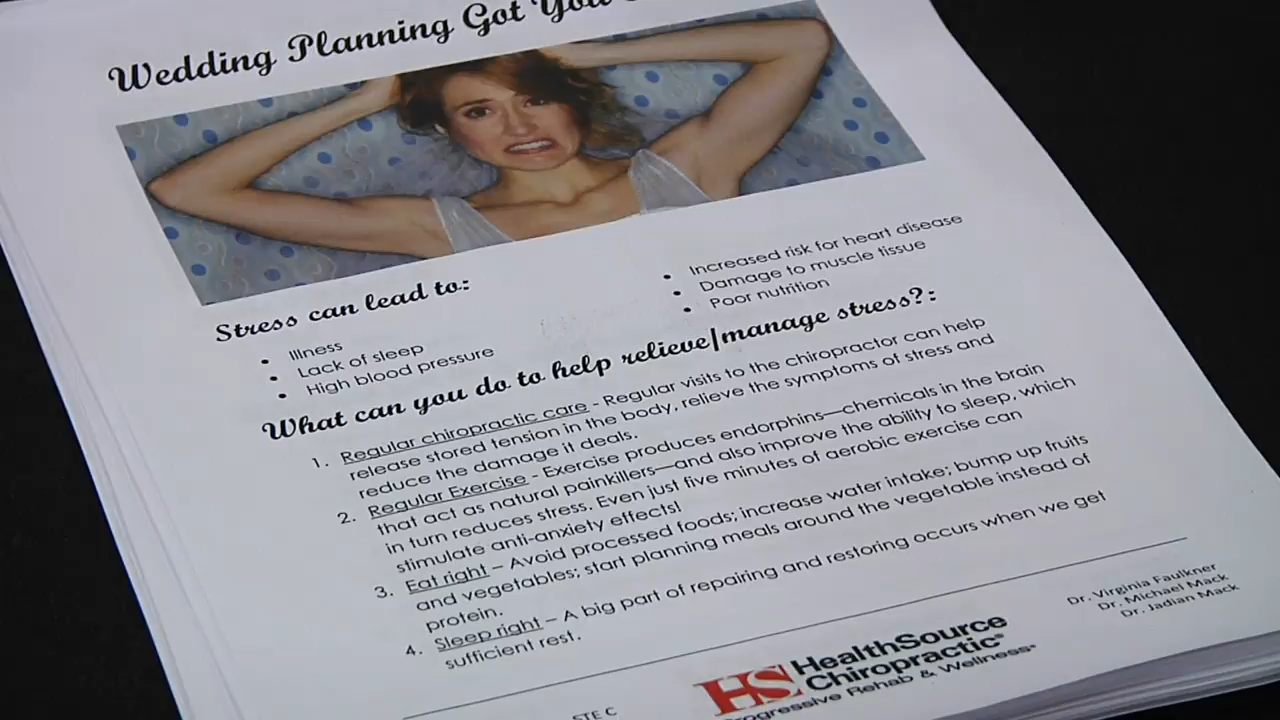 Wedding Planning Got You
Stress can lead to:
• Illness
• Lack of sleep
• High blood pressure
• Increased risk for heart disease
• Damage to muscle tissue
• Poor nutrition
What can you do to help relieve/manage stress?:
1. Regular chiropractic care - Regular visits to the chiropractor can help
release stored tension in the body, relieve the symptoms of stress and
reduce the damage it deals.
2. Regular Exercise - Exercise produces endorphins—chemicals in the brain
that act as natural painkillers—and also improve the ability to sleep, which
in turn reduces stress. Even just five minutes of aerobic exercise can
stimulate anti-anxiety effects!
3. Eat right – Avoid processed foods; increase water intake; bump up fruits
and vegetables; start planning meals around the vegetable instead of
protein.
4. Sleep right – A big part of repairing and restoring occurs when we get
sufficient rest.
STE C
HS HealthSource
Chiropractic®
Progressive Rehab & Wellness
Dr. Virginia Faulkner
Dr. Michael Mack
Dr. Jadian Mack